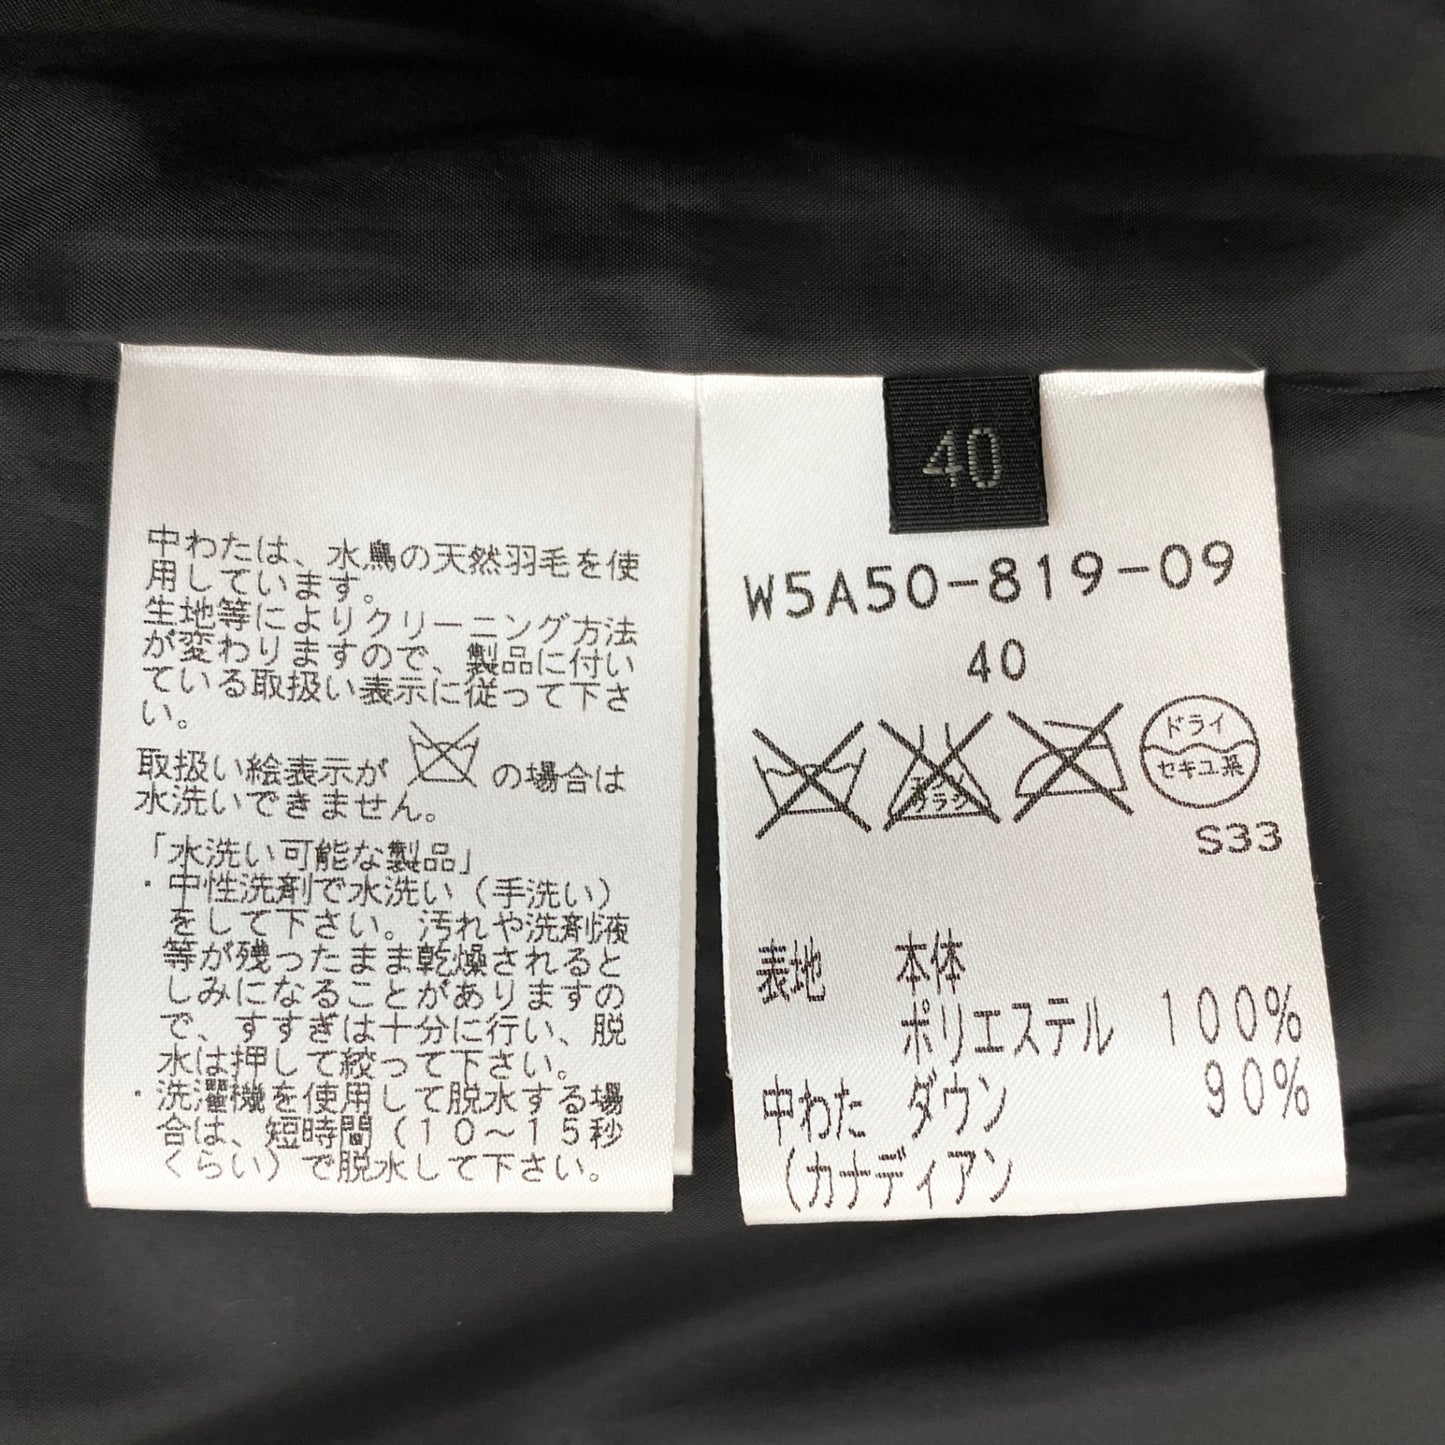 中わたは、水鳥の天然羽毛を使
用しています。
生地等によりクリーニング方法
が変わりますので、製品に付い
ている取扱い表示に従って下さ
い。
取扱い絵表示が の場合は
水洗いできません。
「水洗い可能な製品」
・中性洗剤で水洗い（手洗い）
をして下さい。汚れや洗剤液
等が残ったまま乾燥されると
しみになることがありますの
で、すすぎは十分に行い、脱
水は押して絞って下さい。
・洗濯機を使用して脱水する場
合は、短時間（１０～１５秒
くらい）で脱水して下さい。
40
W5A50-819-09
40
エンソ
サラシ
ドライ
セキユ系
S33
表地 本体
ポリエステル 100%
中わた ダウン 90%
（カナディアン